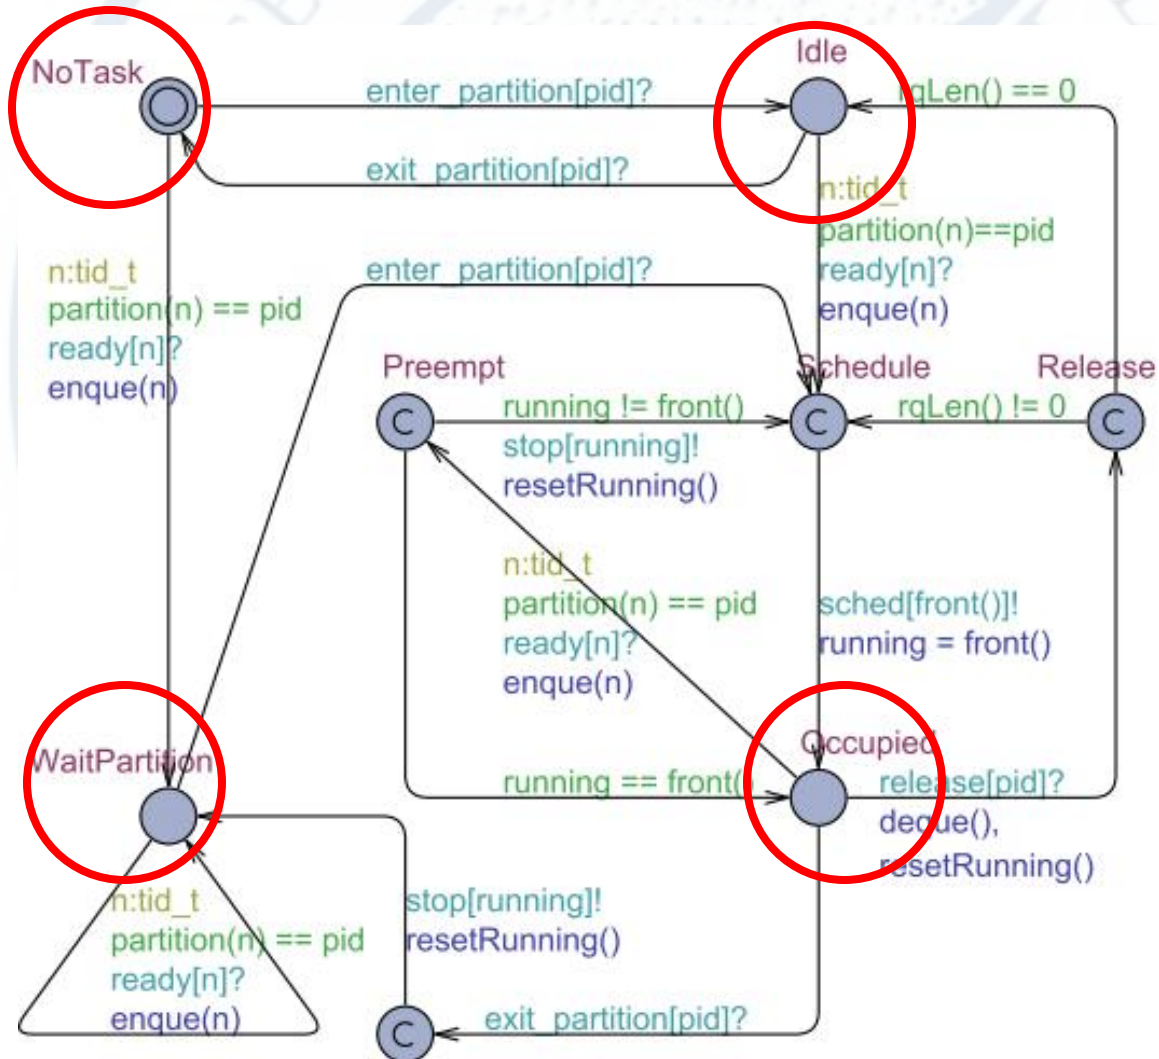 NoTask
enter_partition[pid]?
Idle
rqLen() == 0
exit_partition[pid]?
n:tid_t
partition(n)==pid
ready[n]?
enque(n)
n:tid_t
partition(n) == pid
ready[n]?
enque(n)
enter_partition[pid]?
Preempt
Schedule
Release
C
running != front()
stop[running]!
resetRunning()
C
rqLen() != 0
C
n:tid_t
partition(n) == pid
ready[n]?
enque(n)
sched[front()]!
running = front()
WaitPartition
Occupied
running == front()
release[pid]?
deque(),
resetRunning()
n:tid_t
partition(n) == pid
ready[n]?
enque(n)
stop[running]!
resetRunning()
C
exit_partition[pid]?